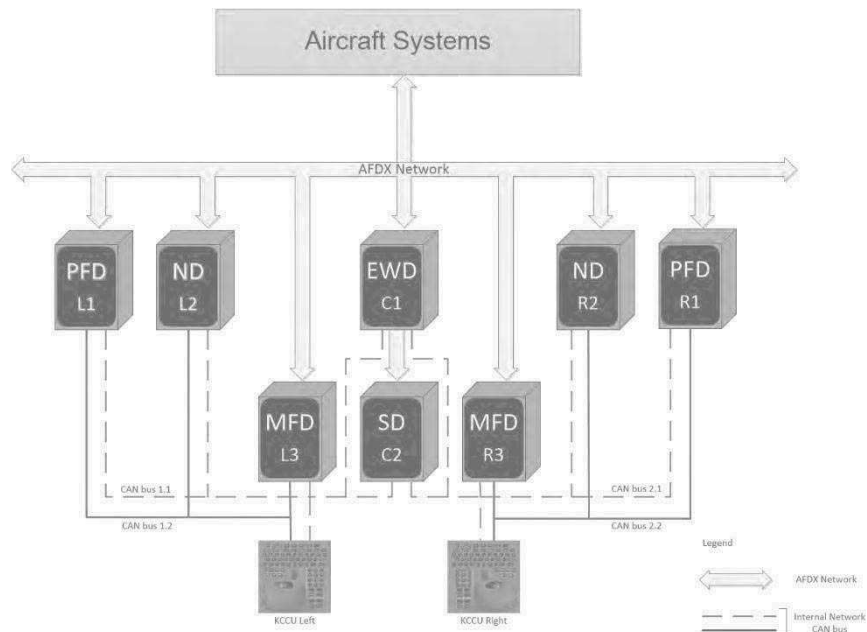 Aircraft Systems
AFDX Network
PFD
L1
ND
L2
EWD
C1
ND
R2
PFD
R1
MFD
L3
SD
C2
MFD
R3
CAN bus 1.1
CAN bus 2.1
CAN bus 1.2
CAN bus 2.2
KCCU Left
KCCU Right
Legend
AFDX Network
Internal Network
CAN bus